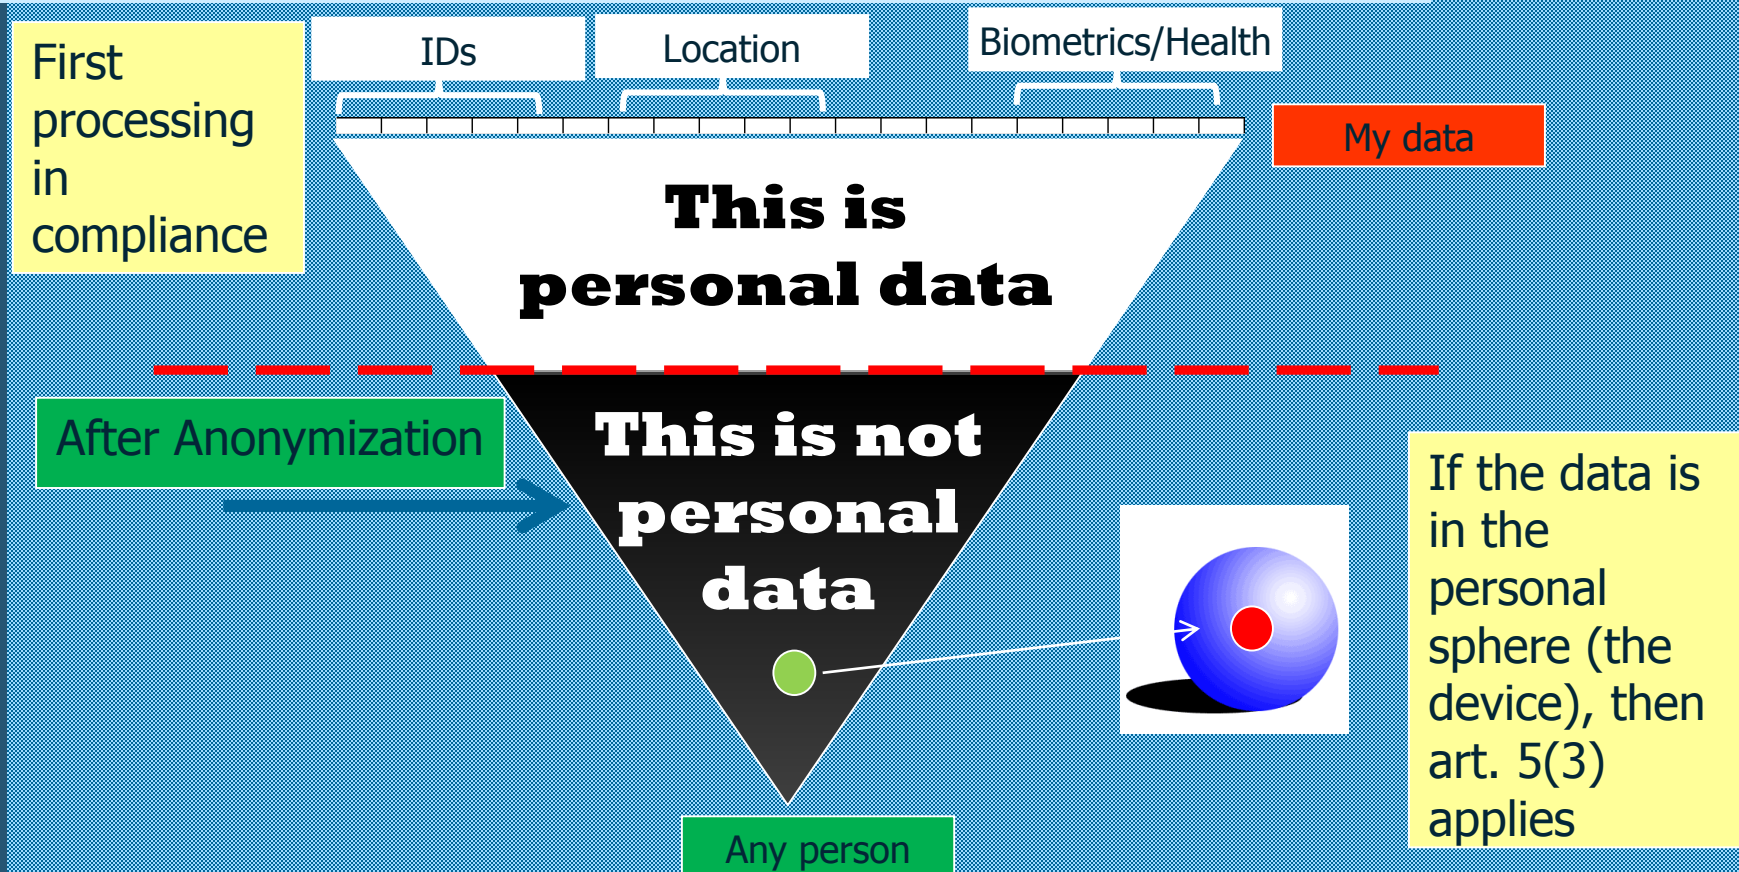 First
processing
in
compliance
IDs
Location
Biometrics/Health
My data
This is
personal data
After Anonymization
This is not
personal
data
If the data is
in the
personal
sphere (the
device), then
art. 5(3)
applies
Any person